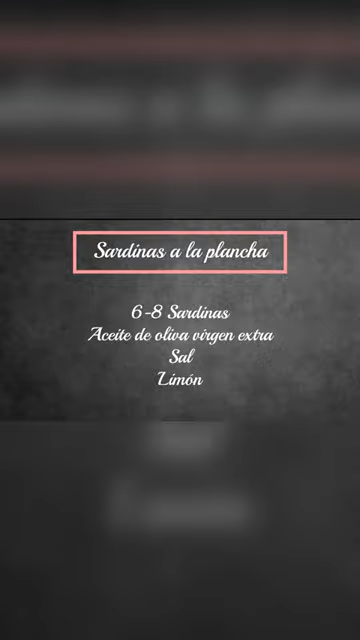 Sardinas a la plancha
6-8 Sardinas
Aceite de oliva virgen extra
Sal
Limón